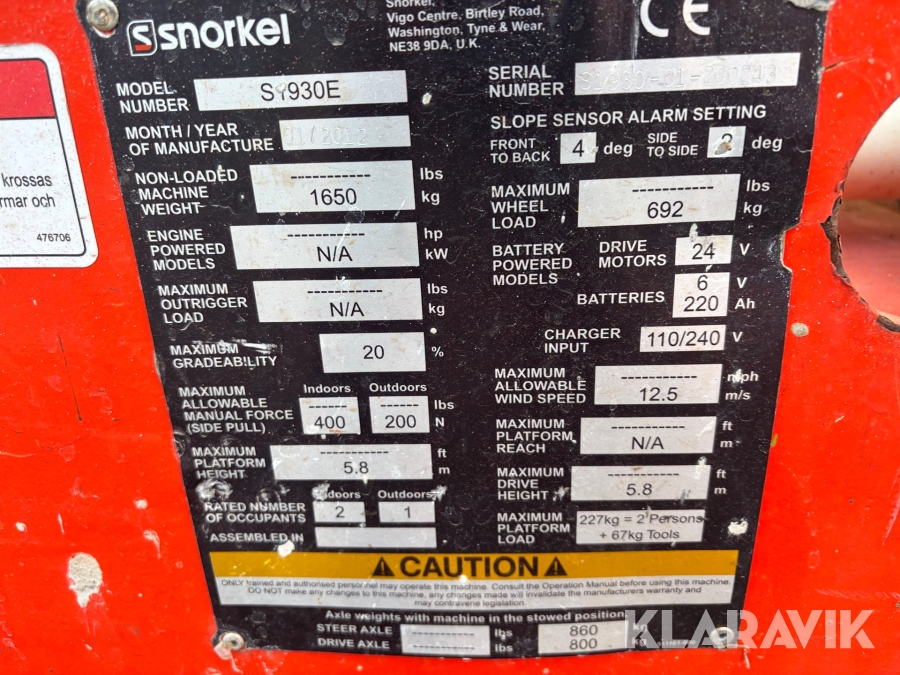 snorkel
Snorkel,
Vigo Centre, Birtley Road,
Washington, Tyne & Wear,
NE38 9DA, U.K.
CE
MODEL NUMBER SY930E
SERIAL NUMBER
MONTH / YEAR OF MANUFACTURE 01/2012
SLOPE SENSOR ALARM SETTING
FRONT TO BACK 4 deg SIDE TO SIDE 2 deg
NON-LOADED MACHINE WEIGHT ----------- lbs
1650 kg
MAXIMUM WHEEL LOAD ----------- lbs
692 kg
ENGINE POWERED MODELS ----------- hp
N/A kW
BATTERY POWERED MODELS DRIVE MOTORS 24 V
BATTERIES 6 V
220 Ah
MAXIMUM OUTRIGGER LOAD ----------- lbs
N/A kg
CHARGER INPUT 110/240 V
MAXIMUM GRADEABILITY 20 %
MAXIMUM ALLOWABLE WIND SPEED ----------- mph
12.5 m/s
Indoors Outdoors
MAXIMUM ALLOWABLE MANUAL FORCE (SIDE PULL) ------ ------ lbs
400 200 N
MAXIMUM PLATFORM REACH ----------- ft
N/A m
MAXIMUM PLATFORM HEIGHT ----------- ft
5.8 m
MAXIMUM DRIVE HEIGHT ----------- ft
5.8 m
Indoors Outdoors
RATED NUMBER OF OCCUPANTS 2 1
MAXIMUM PLATFORM LOAD 227kg = 2 Persons
+ 67kg Tools
ASSEMBLED IN
CAUTION
ONLY trained and authorised personnel may operate this machine. Consult the Operation Manual before using this machine.
DO NOT make any changes to this machine, any changes made will invalidate the manufacturers warranty and
may contravene legislation.
Axle weights with machine in the stowed position
STEER AXLE ----------- lbs 860 kg
DRIVE AXLE ----------- lbs 800 kg
krossas
rmar och
476706
KLARAVIK